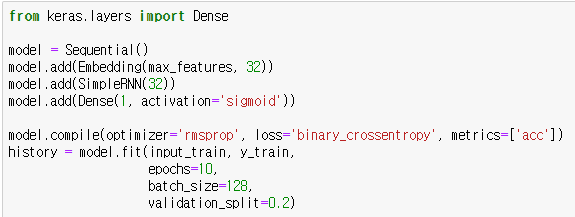 from keras.layers import Dense
model = Sequential()
model.add(Embedding(max_features, 32))
model.add(SimpleRNN(32))
model.add(Dense(1, activation='sigmoid'))
model.compile(optimizer='rmsprop', loss='binary_crossentropy', metrics=['acc'])
history = model.fit(input_train, y_train,
                    epochs=10,
                    batch_size=128,
                    validation_split=0.2)